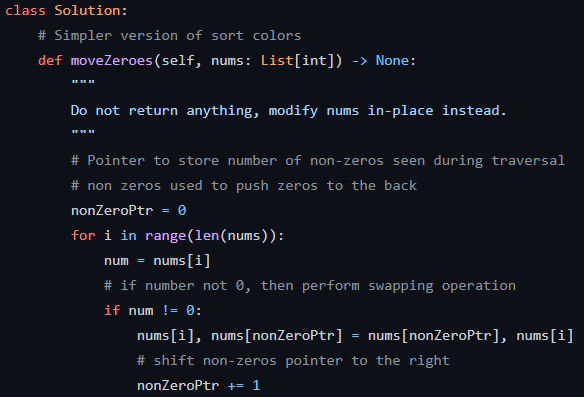 class Solution:
    # Simpler version of sort colors
    def moveZeroes(self, nums: List[int]) -> None:
        """
        Do not return anything, modify nums in-place instead.
        """
        # Pointer to store number of non-zeros seen during traversal
        # non zeros used to push zeros to the back
        nonZeroPtr = 0
        for i in range(len(nums)):
            num = nums[i]
            # if number not 0, then perform swapping operation
            if num != 0:
                nums[i], nums[nonZeroPtr] = nums[nonZeroPtr], nums[i]
                # shift non-zeros pointer to the right
                nonZeroPtr += 1